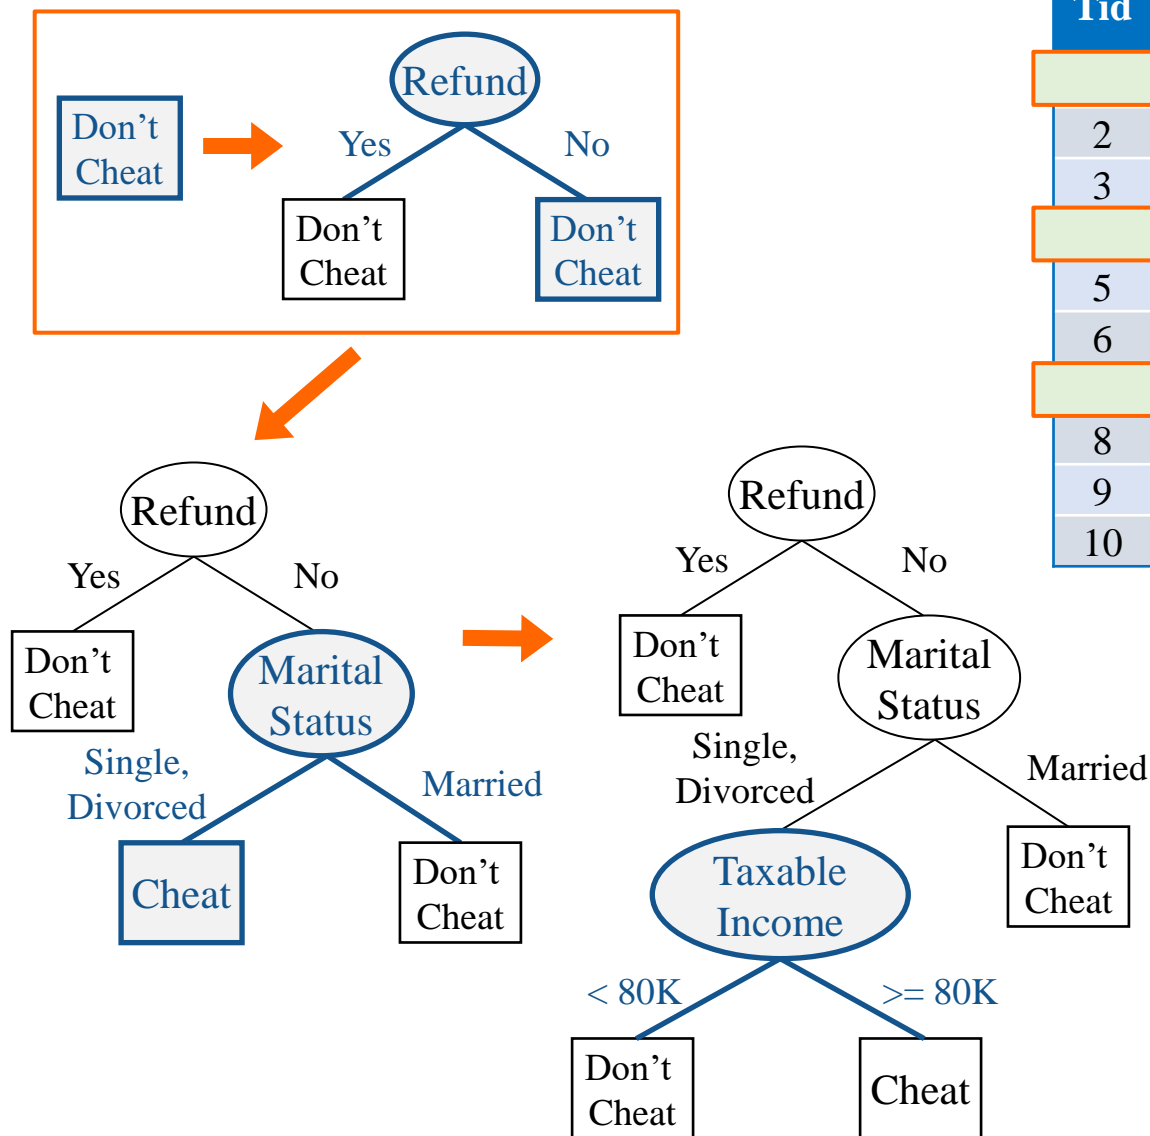 Refund
Don't
Cheat
Yes
No
Don't
Cheat
Don't
Cheat
Tid
2
3
5
6
8
9
10
Refund
Yes
No
Don't
Cheat
Marital
Status
Single,
Divorced
Married
Cheat
Don't
Cheat
Refund
Yes
No
Don't
Cheat
Marital
Status
Single,
Divorced
Married
Taxable
Income
Don't
Cheat
< 80K
>= 80K
Don't
Cheat
Cheat